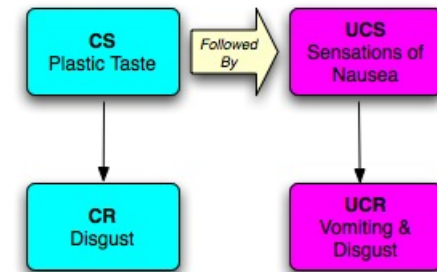 CS
Plastic Taste
Followed
By
UCS
Sensations of
Nausea
CR
Disgust
UCR
Vomiting &
Disgust